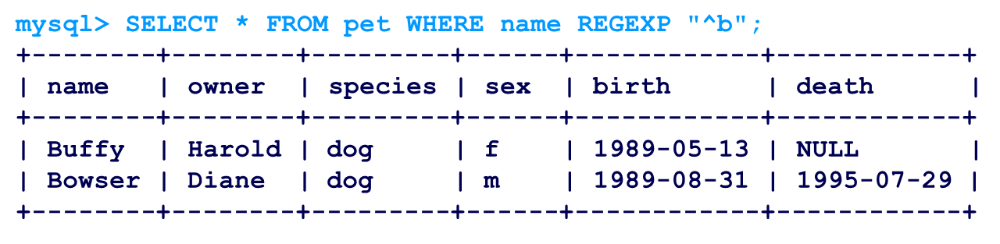 mysql> SELECT * FROM pet WHERE name REGEXP "^b";
+--------+--------+---------+------+------------+------------+
| name   | owner  | species | sex  | birth      | death      |
+--------+--------+---------+------+------------+------------+
| Buffy  | Harold | dog     | f    | 1989-05-13 | NULL       |
| Bowser | Diane  | dog     | m    | 1989-08-31 | 1995-07-29 |
+--------+--------+---------+------+------------+------------+